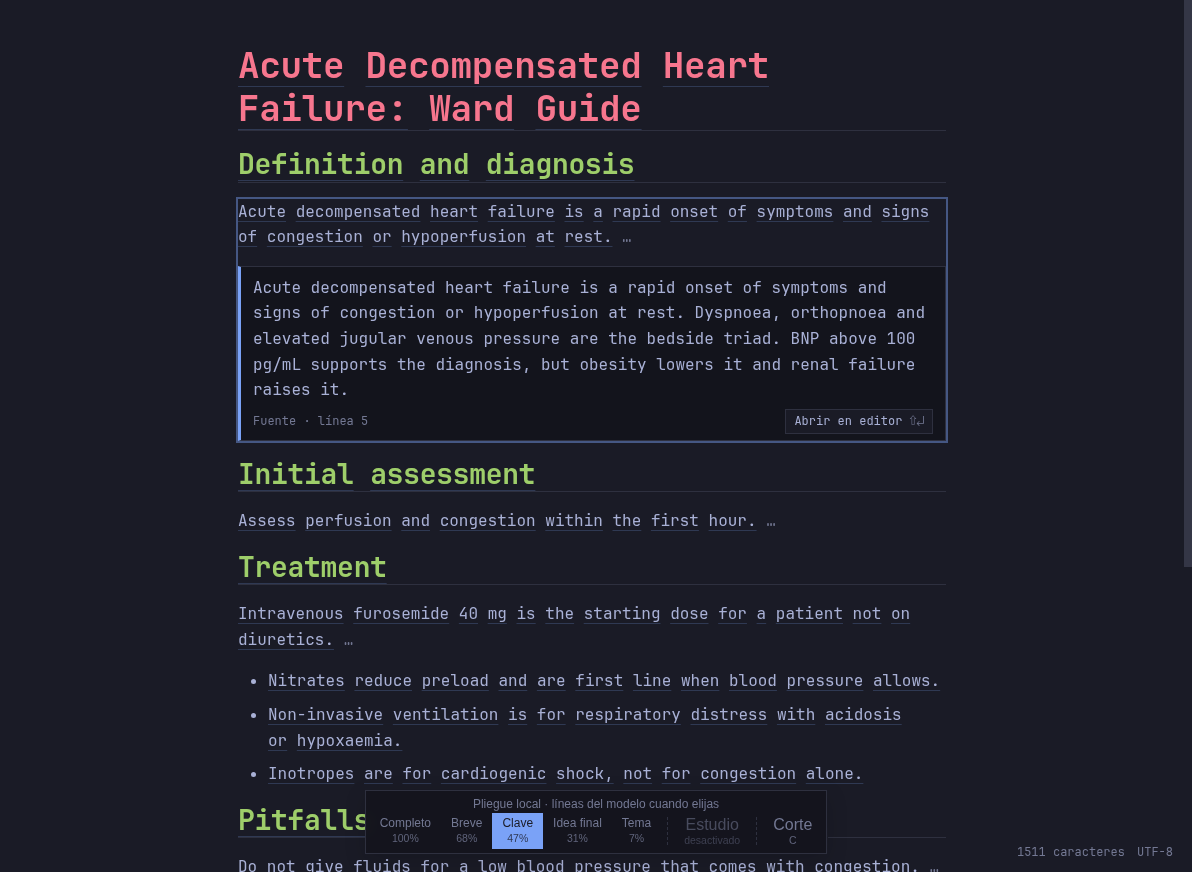 Acute Decompensated Heart
Failure: Ward Guide
Definition and diagnosis
Acute decompensated heart failure is a rapid onset of symptoms and signs
of congestion or hypoperfusion at rest. …
Acute decompensated heart failure is a rapid onset of symptoms and
signs of congestion or hypoperfusion at rest. Dyspnoea, orthopnoea and
elevated jugular venous pressure are the bedside triad. BNP above 100
pg/mL supports the diagnosis, but obesity lowers it and renal failure
raises it.
Fuente · línea 5
Abrir en editor ⇧↵
Initial assessment
Assess perfusion and congestion within the first hour. …
Treatment
Intravenous furosemide 40 mg is the starting dose for a patient not on
diuretics. …
• Nitrates reduce preload and are first line when blood pressure allows.
• Non-invasive ventilation is for respiratory distress with acidosis
or hypoxaemia.
• Inotropes are for cardiogenic shock, not for congestion alone.
Pitfalls
Do not give fluids for a low blood pressure that comes with congestion. …
Pliegue local · líneas del modelo cuando elijas
Completo Breve Clave Idea final Tema Estudio Corte
100% 68% 47% 31% 7% desactivado C
1511 caracteres UTF-8